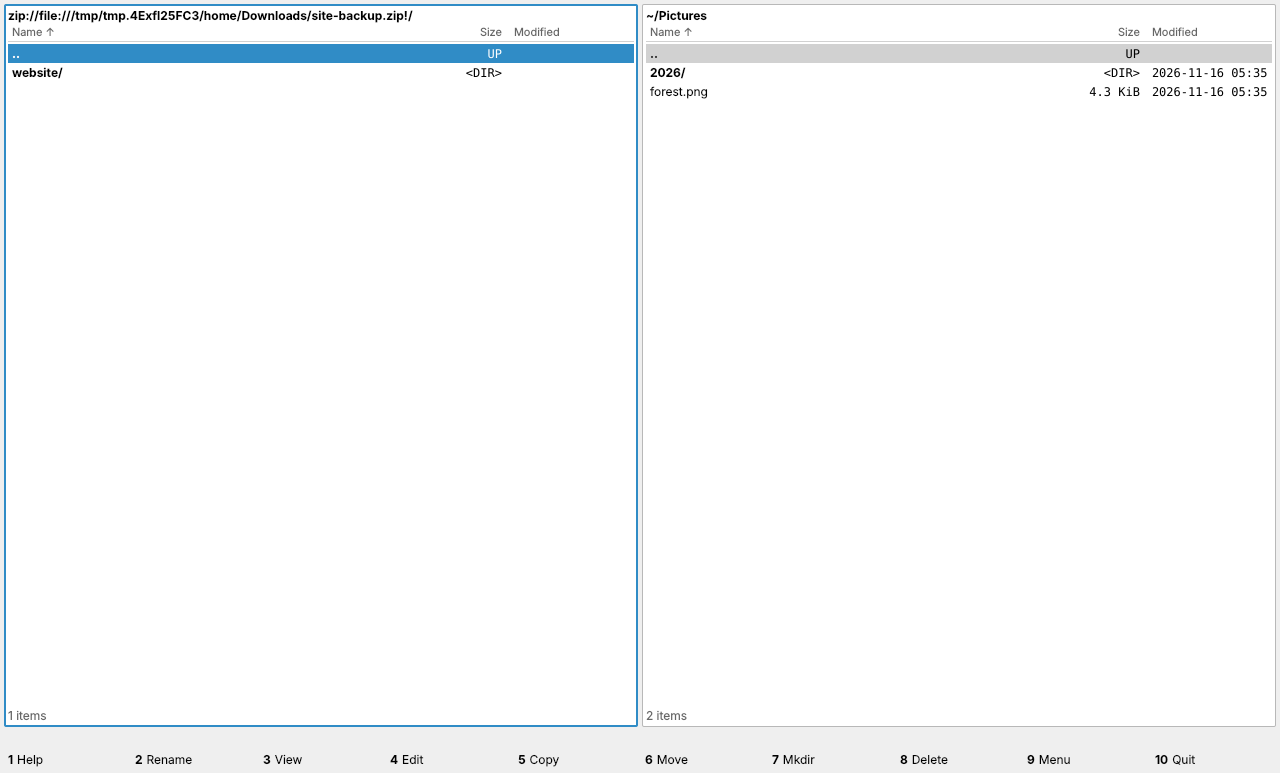 zip://file:///tmp/tmp.4Exfl25FC3/home/Downloads/site-backup.zip!/
Name ↑ Size Modified
.. UP
website/ <DIR>
1 items
~/Pictures
Name ↑ Size Modified
.. UP
2026/ <DIR> 2026-11-16 05:35
forest.png 4.3 KiB 2026-11-16 05:35
2 items
1 Help 2 Rename 3 View 4 Edit 5 Copy 6 Move 7 Mkdir 8 Delete 9 Menu 10 Quit